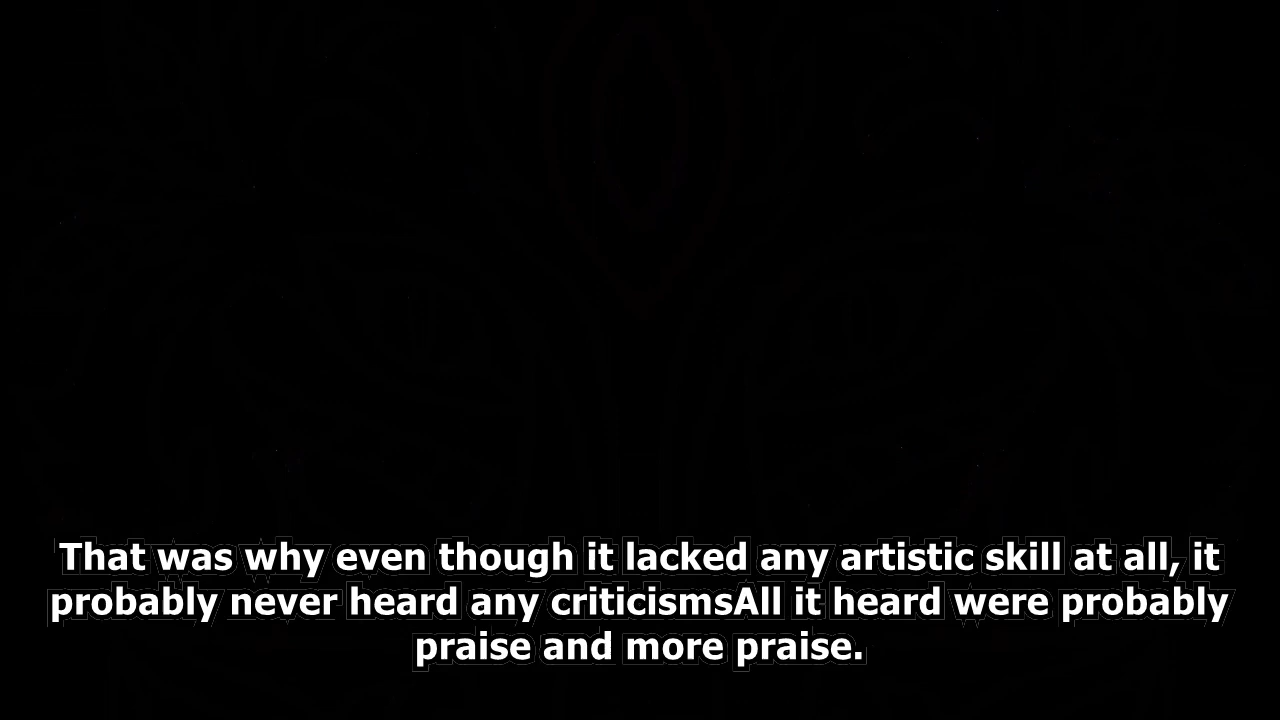 That was why even though it lacked any artistic skill at all, it
probably never heard any criticismsAll it heard were probably
praise and more praise.